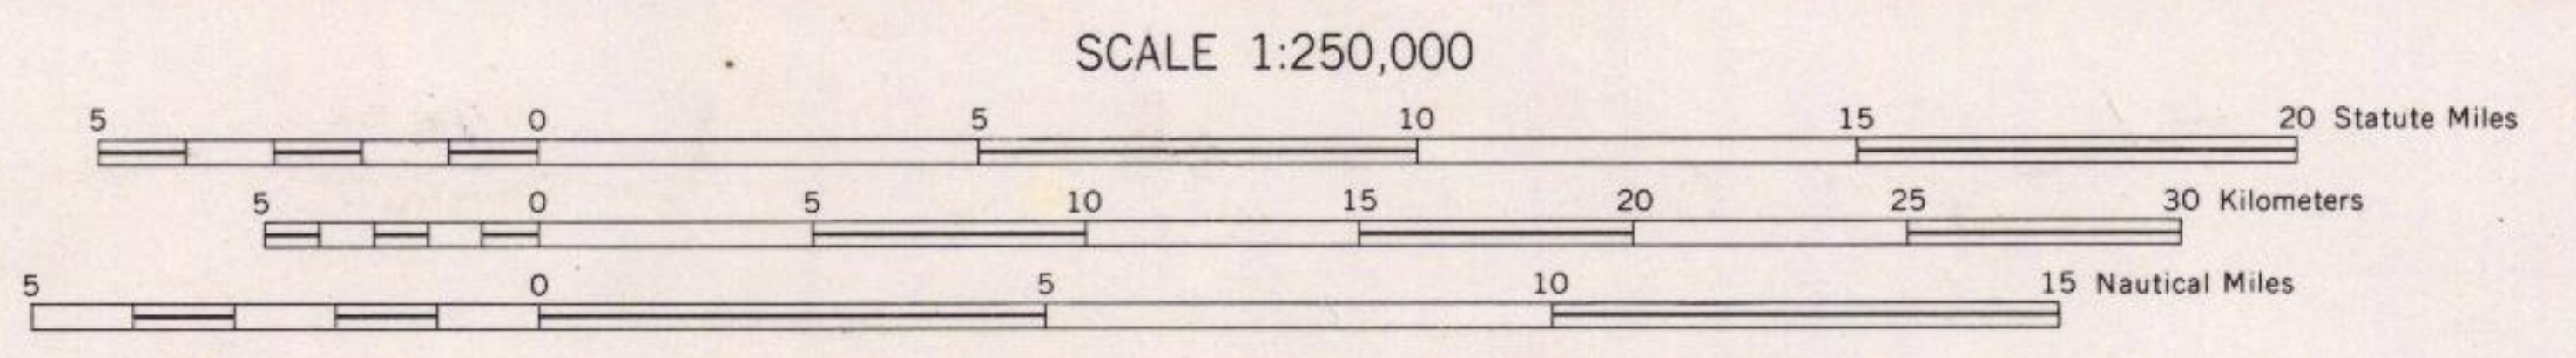 SCALE 1:250,000
5 0 5 10 15 20 Statute Miles
5 0 5 10 15 20 25 30 Kilometers
5 0 5 10 15 Nautical Miles